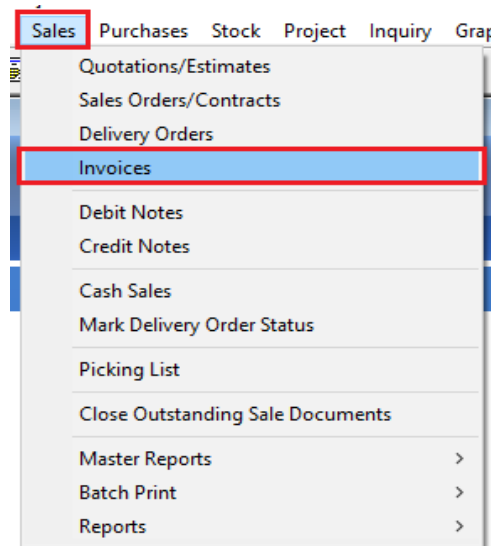 Sales Purchases Stock Project Inquiry
Quotations/Estimates
Sales Orders/Contracts
Delivery Orders
Invoices
Debit Notes
Credit Notes
Cash Sales
Mark Delivery Order Status
Picking List
Close Outstanding Sale Documents
Master Reports >
Batch Print >
Reports >